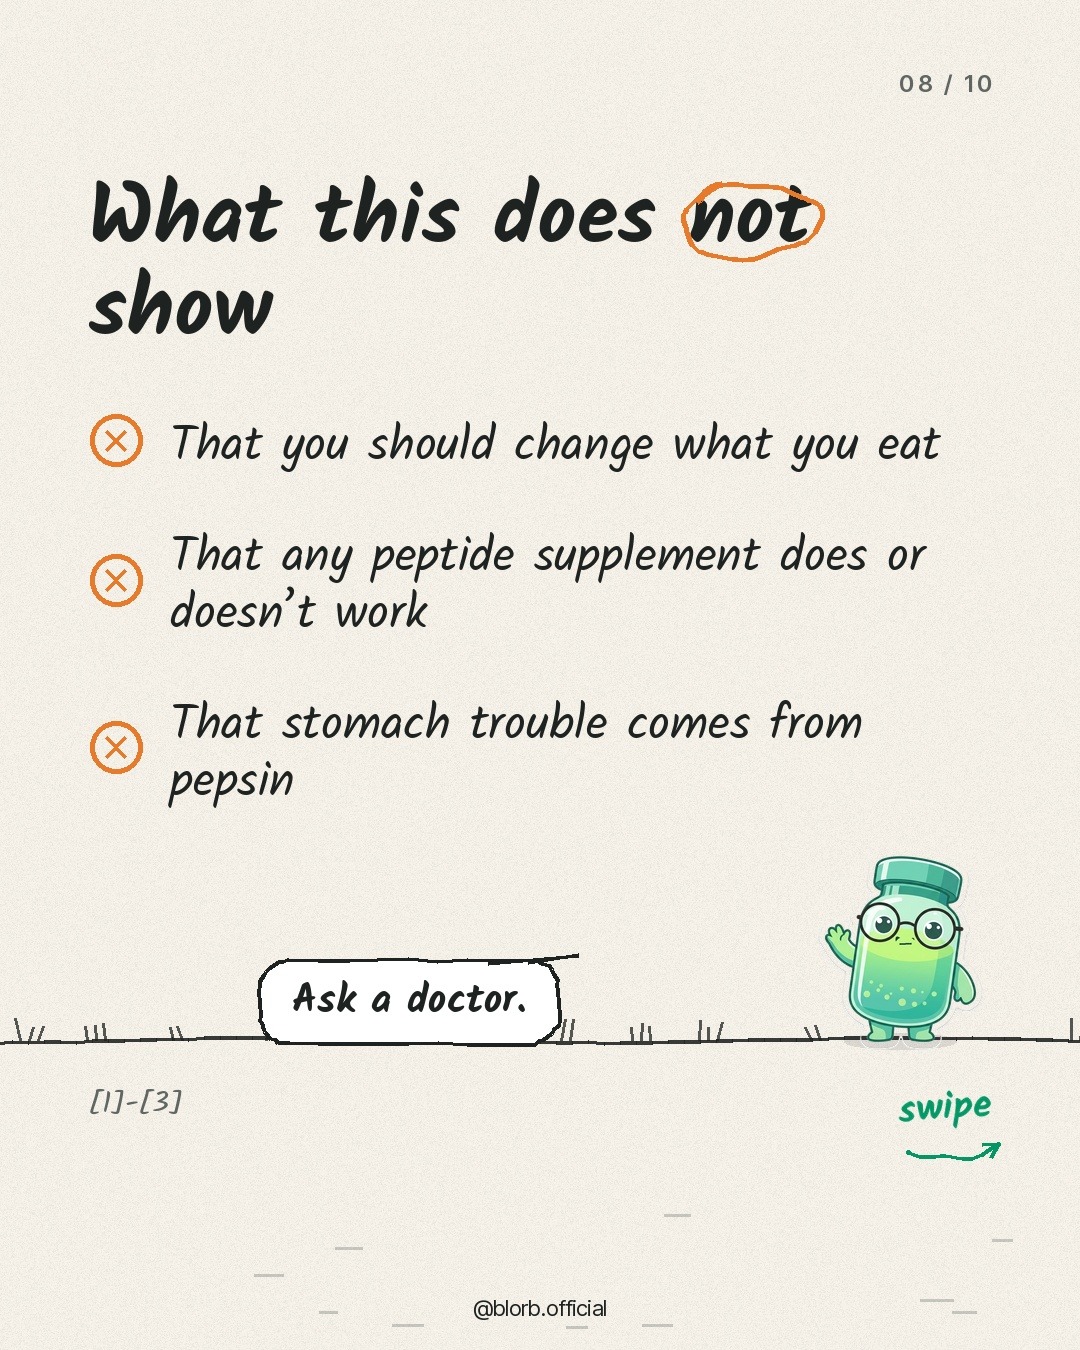 08 / 10
What this does not
show
That you should change what you eat
That any peptide supplement does or
doesn’t work
That stomach trouble comes from
pepsin
Ask a doctor.
[1]-[3]
swipe
@blorb.official